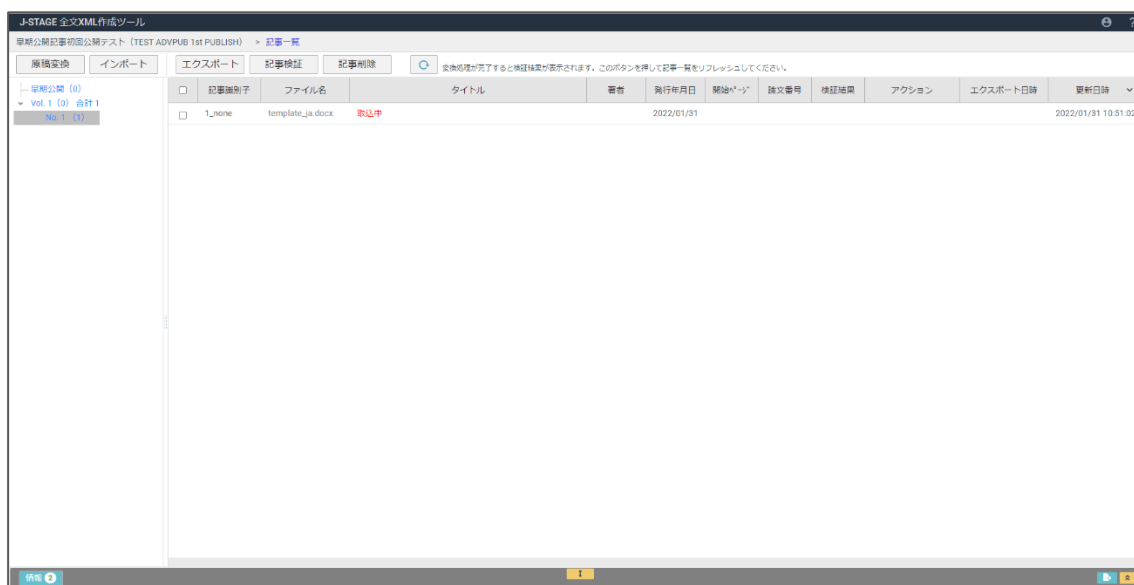 J-STAGE 全文XML作成ツール
早期公開記事初回公開テスト（TEST ADVPUB 1st PUBLISH） > 記事一覧
原稿変換 インポート エクスポート 記事検証 記事削除 変換処理が完了すると検証結果が表示されます。このボタンを押して記事一覧をリフレッシュしてください。
早期公開（0）
Vol. 1（0） 合計 1
No. 1 （1）
記事識別子 ファイル名 タイトル 著者 発行年月日 開始ﾍﾟｰｼﾞ 論文番号 検証結果 アクション エクスポート日時 更新日時
1_none template_ja.docx 取込中 2022/01/31 2022/01/31 10:51:02
情報 2